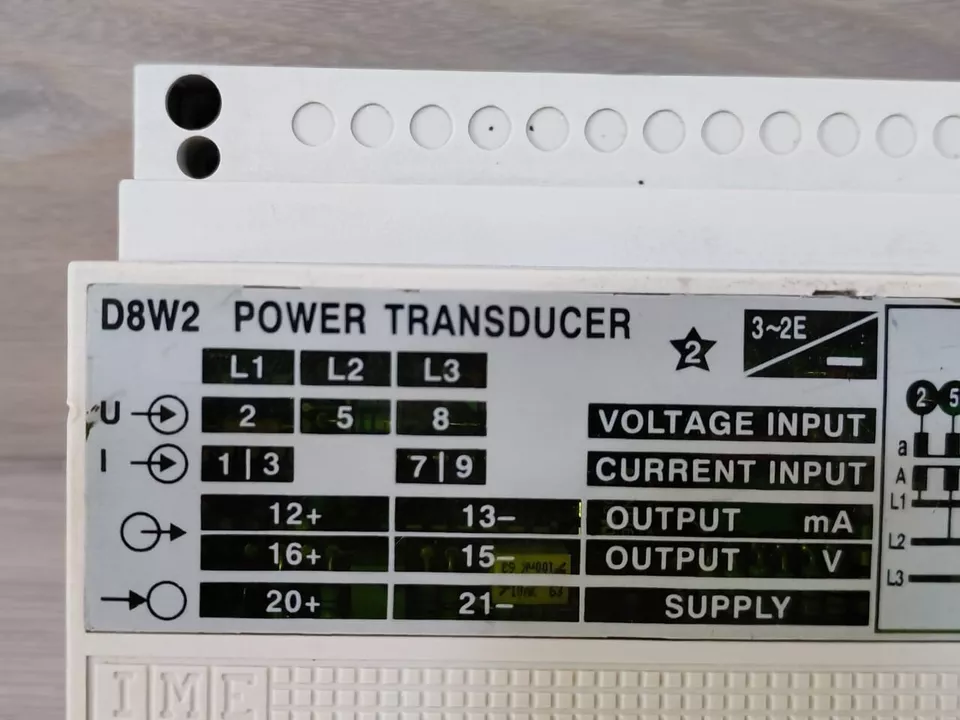 D8W2 POWER TRANSDUCER
2
3~2E
L1 L2 L3
U 2 5 8 VOLTAGE INPUT
I 1|3 7|9 CURRENT INPUT
12+ 13– OUTPUT mA
16+ 15– OUTPUT V
20+ 21– SUPPLY
2 5
a
A
L1
L2
L3
IME